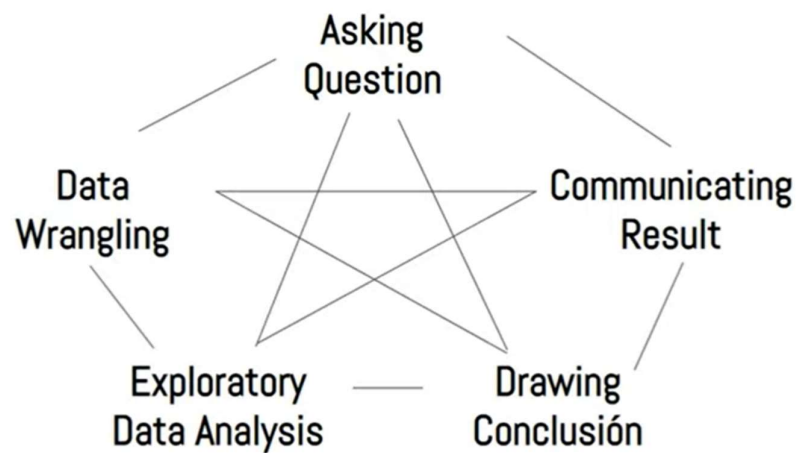 Asking
Question
Data
Wrangling
Communicating
Result
Exploratory
Data Analysis
Drawing
Conclusión